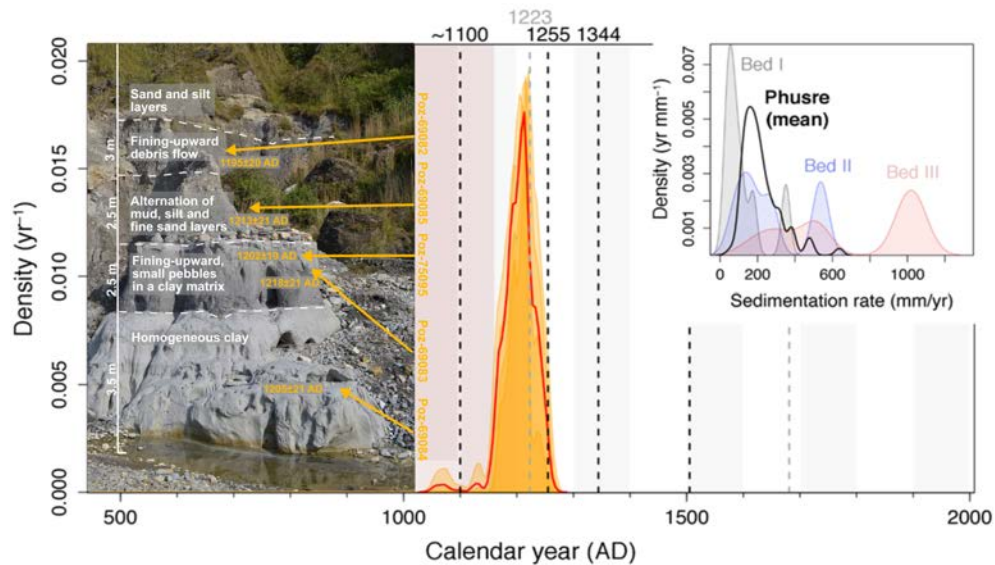 1223
~1100 1255 1344
Density (yr⁻¹)
0.020
0.015
0.010
0.005
0.000
Sand and silt
layers
Fining-upward
debris flow
1195±20 AD
3 m
Alternation of
mud, silt and
fine sand layers
1213±21 AD
2.5 m
1202±19 AD
Fining-upward,
small pebbles
in a clay matrix
1218±21 AD
2.5 m
Homogeneous clay
3.5 m
1205±21 AD
Poz-69082
Poz-69085
Poz-75095
Poz-69083
Poz-69084
500 1000 1500 2000
Calendar year (AD)
Density (yr mm⁻¹)
0.007
0.005
0.003
0.001
Bed I
Phusre
(mean)
Bed II
Bed III
0 200 600 1000
Sedimentation rate (mm/yr)